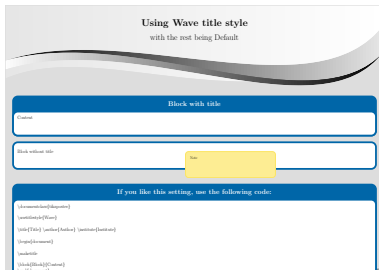 Using Wave title style
with the rest being Default
Block with title
Content
Block without title
Note
If you like this setting, use the following code:
\documentclass{tikzposter}
\usetitlestyle{Wave}
\title{Title} \author{Author} \institute{Institute}
\begin{document}
\maketitle
\block{Block}{Content}